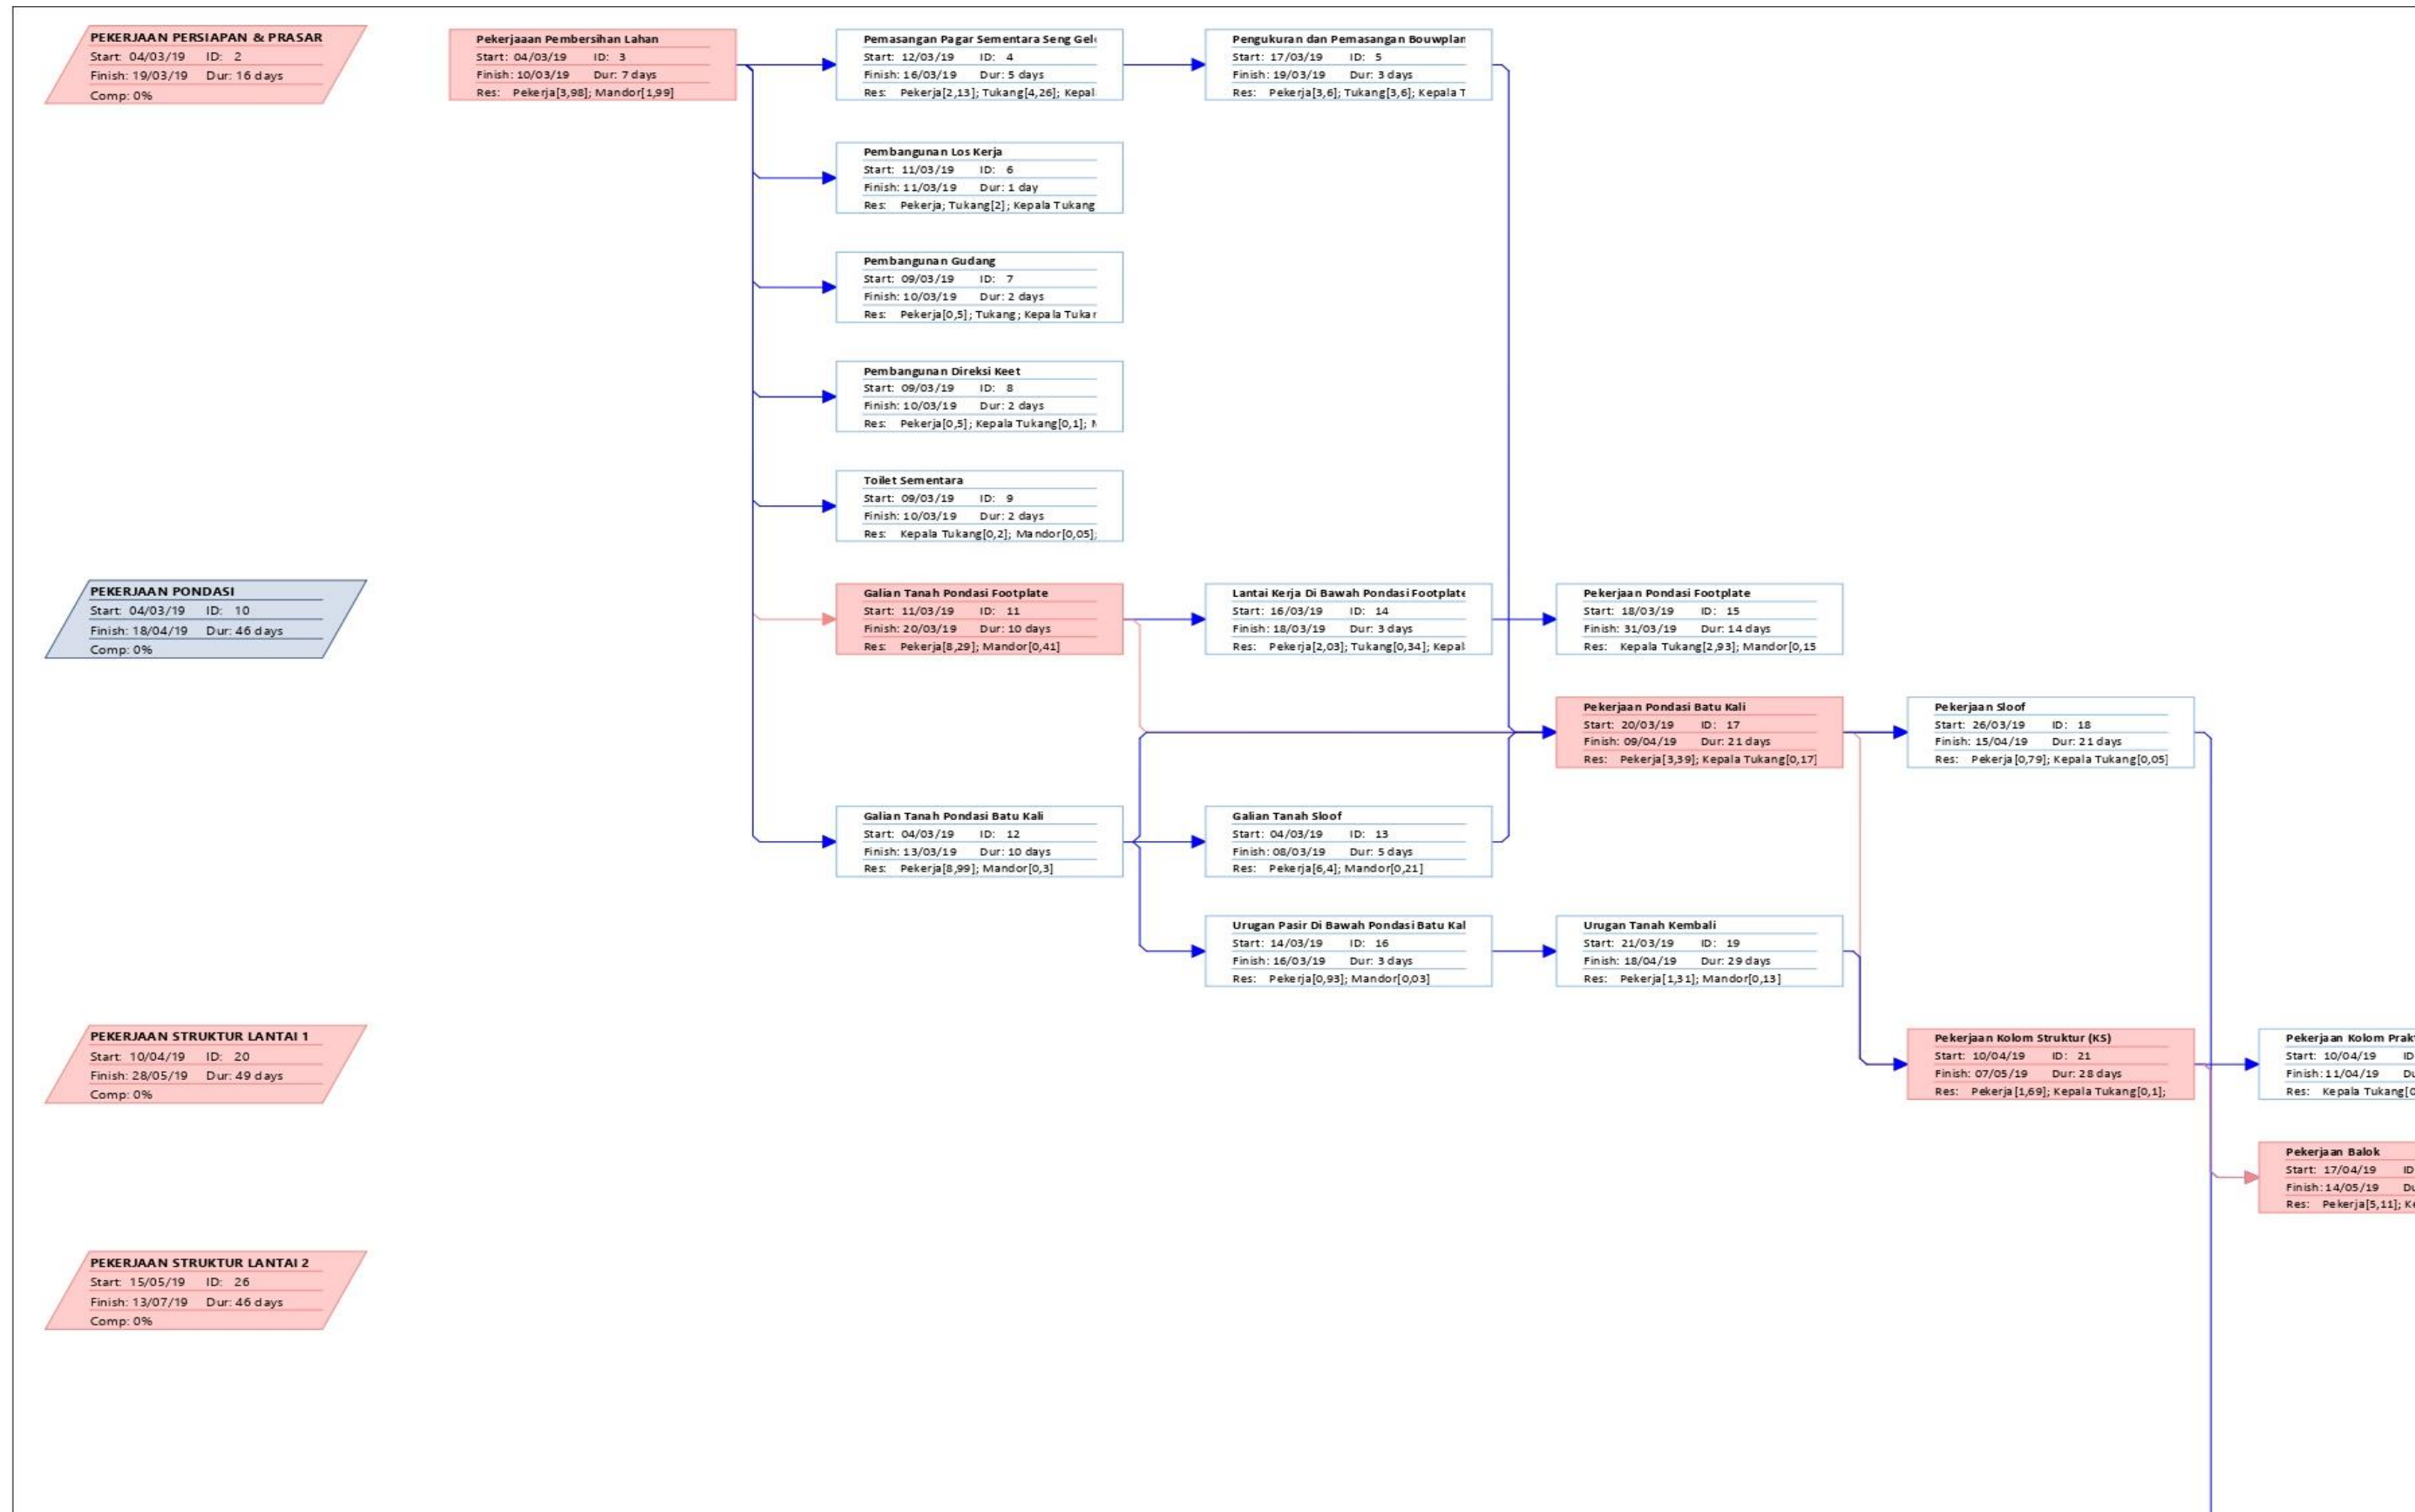 PEKERJAAN PERSIAPAN & PRASAR
Start: 04/03/19 ID: 2
Finish: 19/03/19 Dur: 16 days
Comp: 0%
Pekerjaaan Pembersihan Lahan
Start: 04/03/19 ID: 3
Finish: 10/03/19 Dur: 7 days
Res: Pekerja[3,98]; Mandor[1,99]
Pemasangan Pagar Sementara Seng Gel
Start: 12/03/19 ID: 4
Finish: 16/03/19 Dur: 5 days
Res: Pekerja[2,13]; Tukang[4,26]; Kepal
Pengukuran dan Pemasangan Bouwplan
Start: 17/03/19 ID: 5
Finish: 19/03/19 Dur: 3 days
Res: Pekerja[3,6]; Tukang[3,6]; Kepala T
Pembangunan Los Kerja
Start: 11/03/19 ID: 6
Finish: 11/03/19 Dur: 1 day
Res: Pekerja; Tukang[2]; Kepala Tukang
Pembangunan Gudang
Start: 09/03/19 ID: 7
Finish: 10/03/19 Dur: 2 days
Res: Pekerja[0,5]; Tukang; Kepala Tukar
Pembangunan Direksi Keet
Start: 09/03/19 ID: 8
Finish: 10/03/19 Dur: 2 days
Res: Pekerja[0,5]; Kepala Tukang[0,1];
Toilet Sementara
Start: 09/03/19 ID: 9
Finish: 10/03/19 Dur: 2 days
Res: Kepala Tukang[0,2]; Mandor[0,05];
PEKERJAAN PONDASI
Start: 04/03/19 ID: 10
Finish: 18/04/19 Dur: 46 days
Comp: 0%
Galian Tanah Pondasi Footplate
Start: 11/03/19 ID: 11
Finish: 20/03/19 Dur: 10 days
Res: Pekerja[8,29]; Mandor[0,41]
Lantai Kerja Di Bawah Pondasi Footplate
Start: 16/03/19 ID: 14
Finish: 18/03/19 Dur: 3 days
Res: Pekerja[2,03]; Tukang[0,34]; Kepal
Pekerjaan Pondasi Footplate
Start: 18/03/19 ID: 15
Finish: 31/03/19 Dur: 14 days
Res: Kepala Tukang[2,93]; Mandor[0,15
Pekerjaan Pondasi Batu Kali
Start: 20/03/19 ID: 17
Finish: 09/04/19 Dur: 21 days
Res: Pekerja[3,39]; Kepala Tukang[0,17]
Pekerjaan Sloof
Start: 26/03/19 ID: 18
Finish: 15/04/19 Dur: 21 days
Res: Pekerja[0,79]; Kepala Tukang[0,05]
Galian Tanah Pondasi Batu Kali
Start: 04/03/19 ID: 12
Finish: 13/03/19 Dur: 10 days
Res: Pekerja[8,99]; Mandor[0,3]
Galian Tanah Sloof
Start: 04/03/19 ID: 13
Finish: 08/03/19 Dur: 5 days
Res: Pekerja[6,4]; Mandor[0,21]
Urugan Pasir Di Bawah Pondasi Batu Kal
Start: 14/03/19 ID: 16
Finish: 16/03/19 Dur: 3 days
Res: Pekerja[0,93]; Mandor[0,03]
Urugan Tanah Kembali
Start: 21/03/19 ID: 19
Finish: 18/04/19 Dur: 29 days
Res: Pekerja[1,31]; Mandor[0,13]
PEKERJAAN STRUKTUR LANTAI 1
Start: 10/04/19 ID: 20
Finish: 28/05/19 Dur: 49 days
Comp: 0%
Pekerjaan Kolom Struktur (KS)
Start: 10/04/19 ID: 21
Finish: 07/05/19 Dur: 28 days
Res: Pekerja[1,69]; Kepala Tukang[0,1];
Pekerjaan Kolom Prak
Start: 10/04/19 ID
Finish: 11/04/19 Du
Res: Kepala Tukang[0
Pekerjaan Balok
Start: 17/04/19 ID
Finish: 14/05/19 Du
Res: Pekerja[5,11]; Ke
PEKERJAAN STRUKTUR LANTAI 2
Start: 15/05/19 ID: 26
Finish: 13/07/19 Dur: 46 days
Comp: 0%